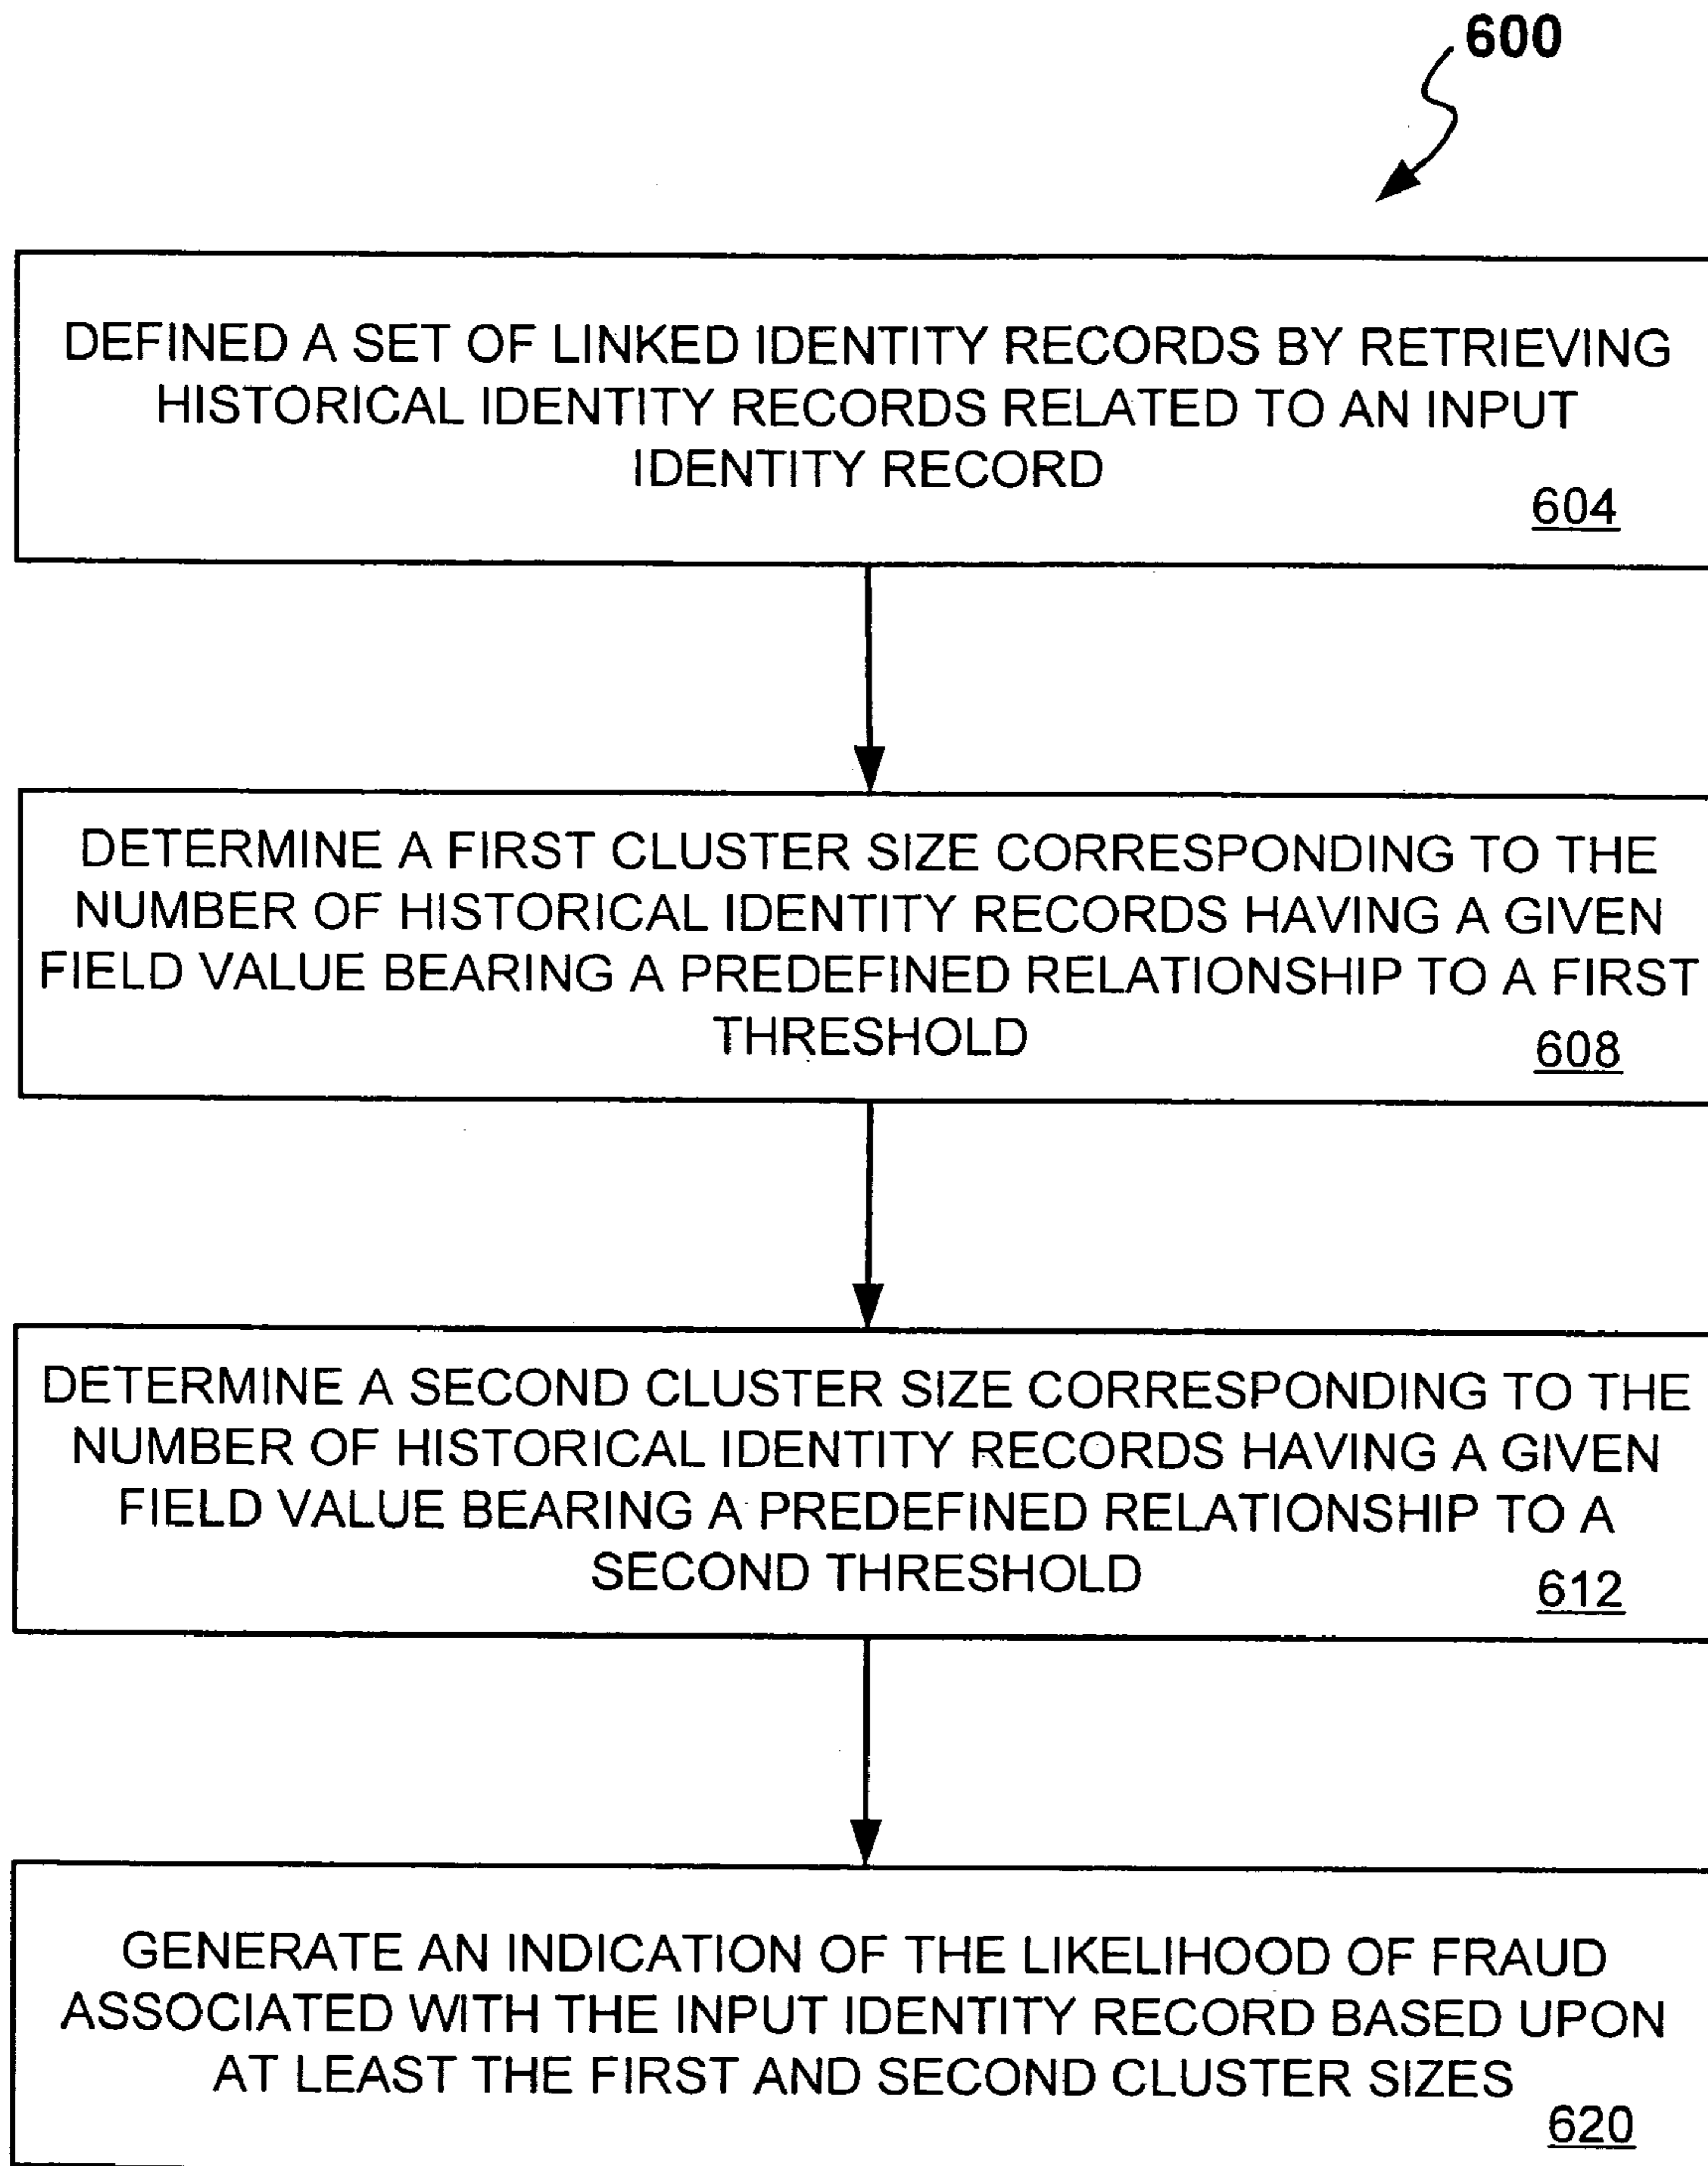 600
DEFINED A SET OF LINKED IDENTITY RECORDS BY RETRIEVING
HISTORICAL IDENTITY RECORDS RELATED TO AN INPUT
IDENTITY RECORD
604
DETERMINE A FIRST CLUSTER SIZE CORRESPONDING TO THE
NUMBER OF HISTORICAL IDENTITY RECORDS HAVING A GIVEN
FIELD VALUE BEARING A PREDEFINED RELATIONSHIP TO A FIRST
THRESHOLD
608
DETERMINE A SECOND CLUSTER SIZE CORRESPONDING TO THE
NUMBER OF HISTORICAL IDENTITY RECORDS HAVING A GIVEN
FIELD VALUE BEARING A PREDEFINED RELATIONSHIP TO A
SECOND THRESHOLD
612
GENERATE AN INDICATION OF THE LIKELIHOOD OF FRAUD
ASSOCIATED WITH THE INPUT IDENTITY RECORD BASED UPON
AT LEAST THE FIRST AND SECOND CLUSTER SIZES
620